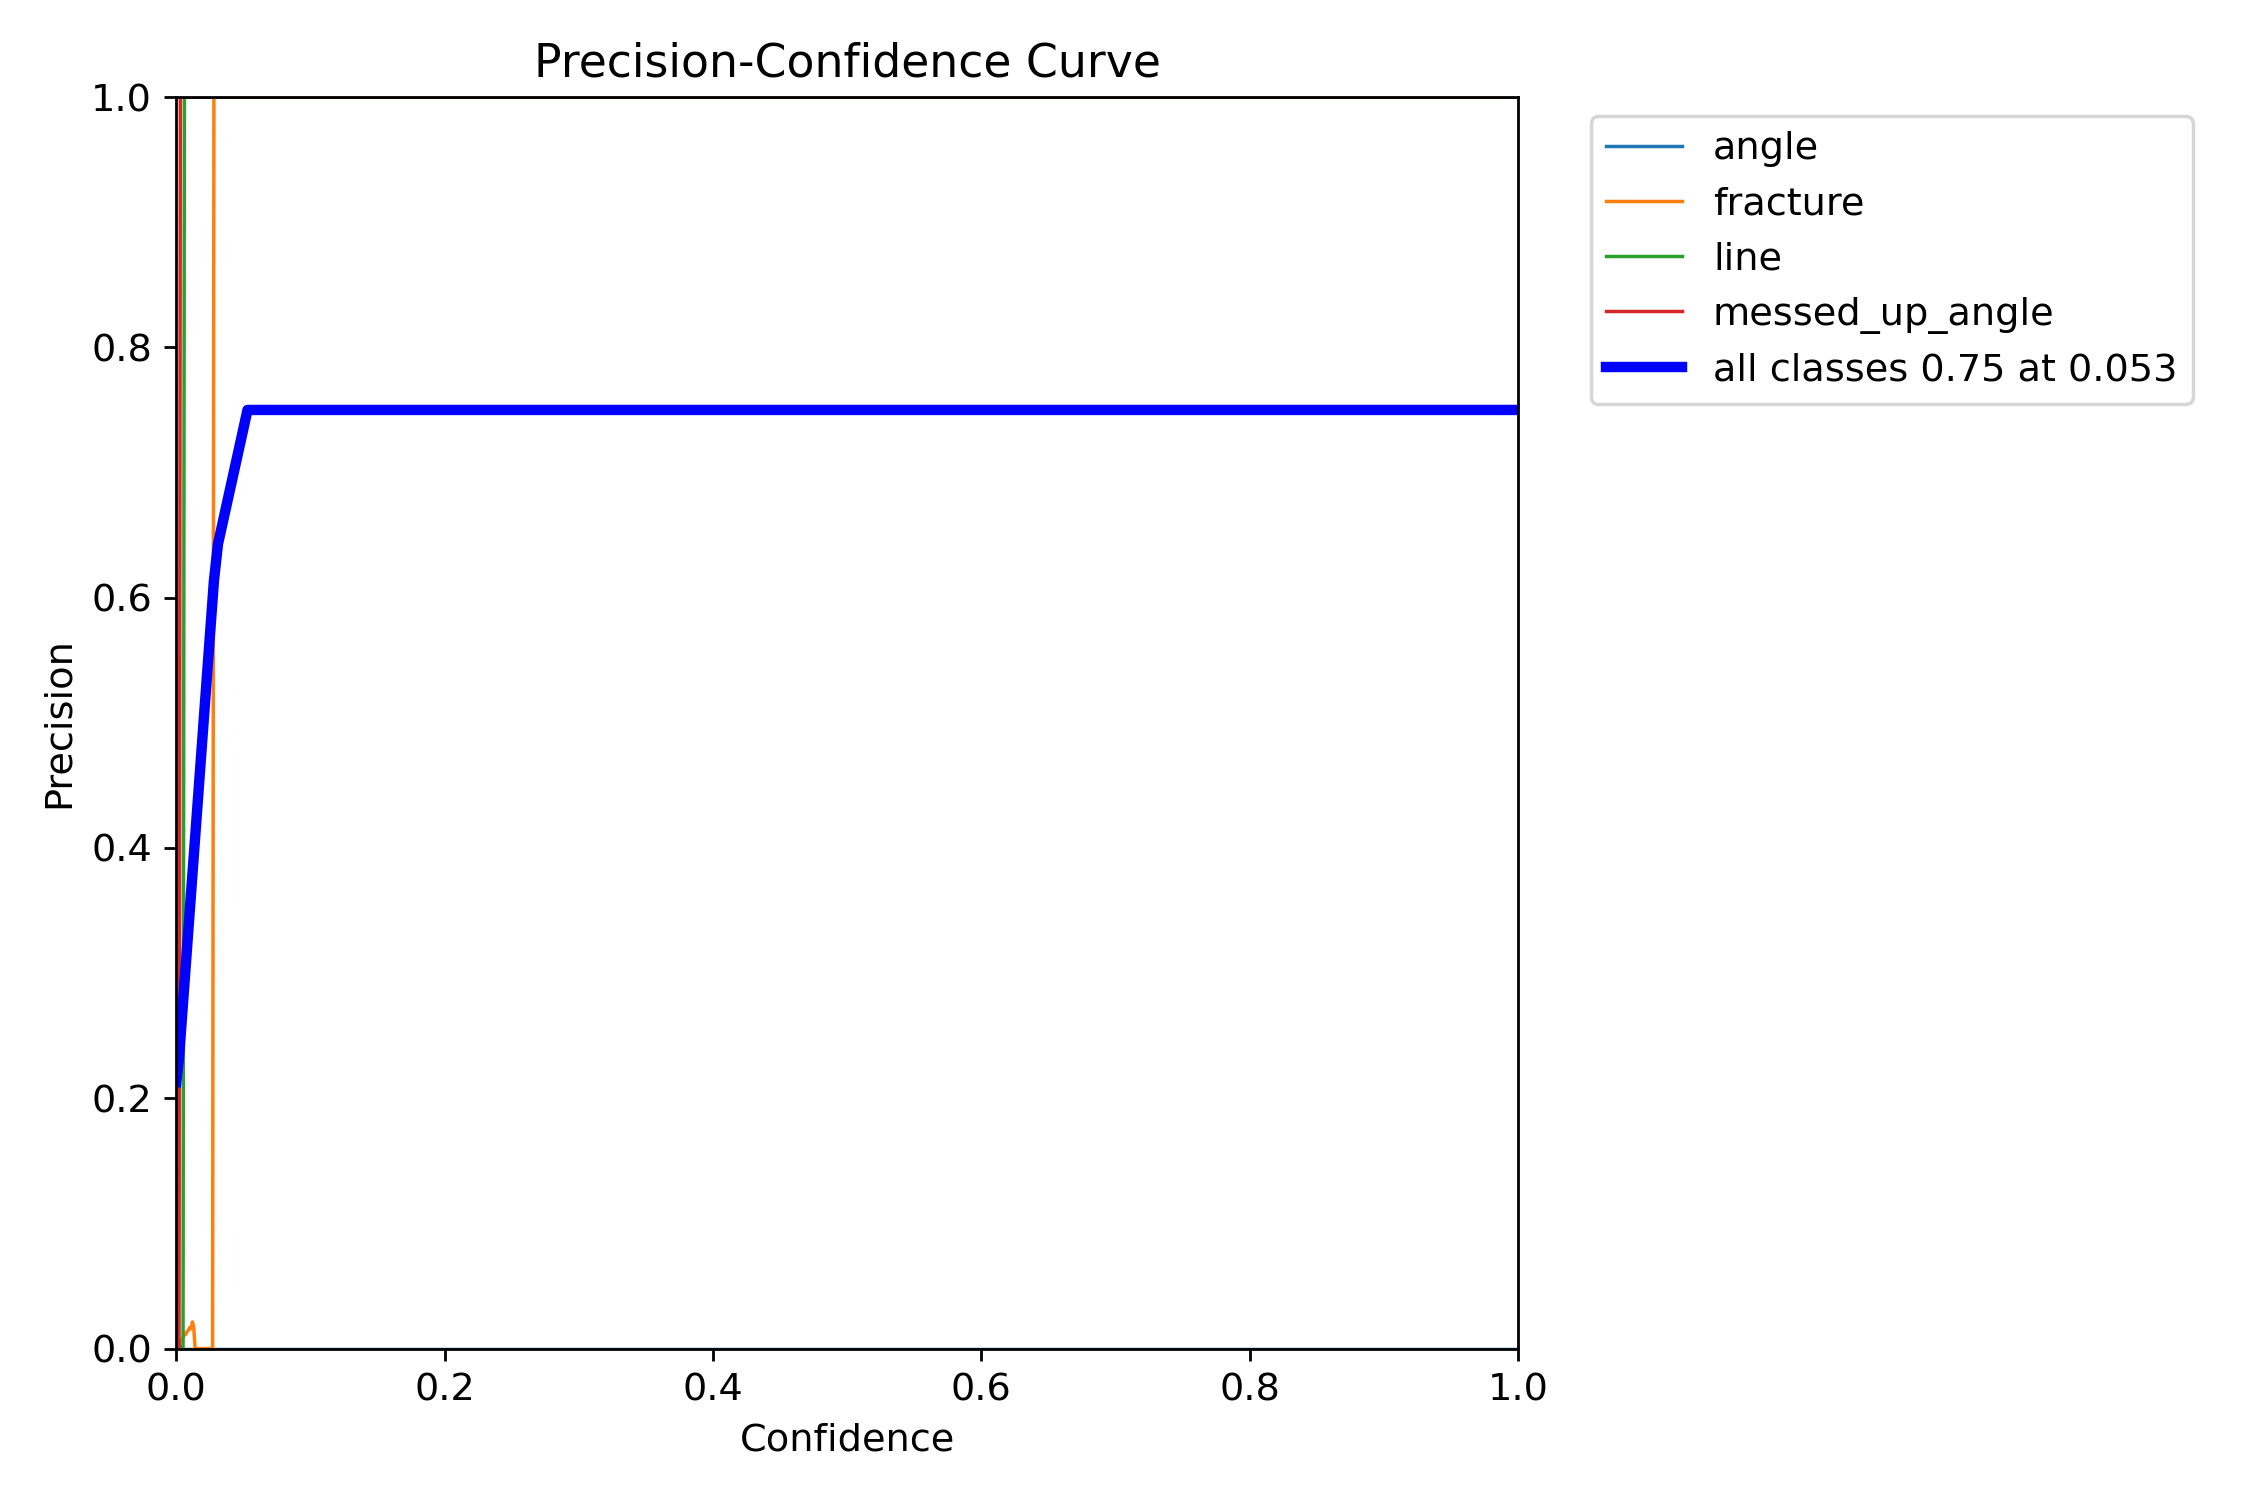 Precision-Confidence Curve
1.0
0.8
0.6
0.4
0.2
0.0
Precision
0.0 0.2 0.4 0.6 0.8 1.0
Confidence
angle
fracture
line
messed_up_angle
all classes 0.75 at 0.053